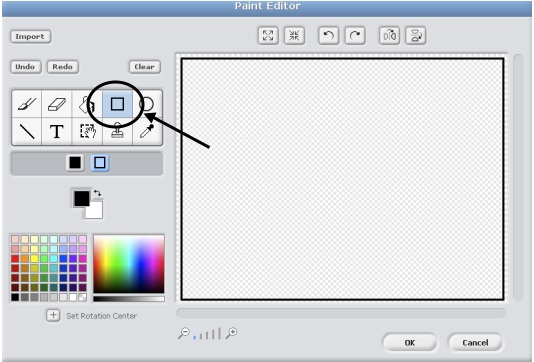 Paint Editor
Import
Undo Redo Clear
T
Set Rotation Center
OK Cancel